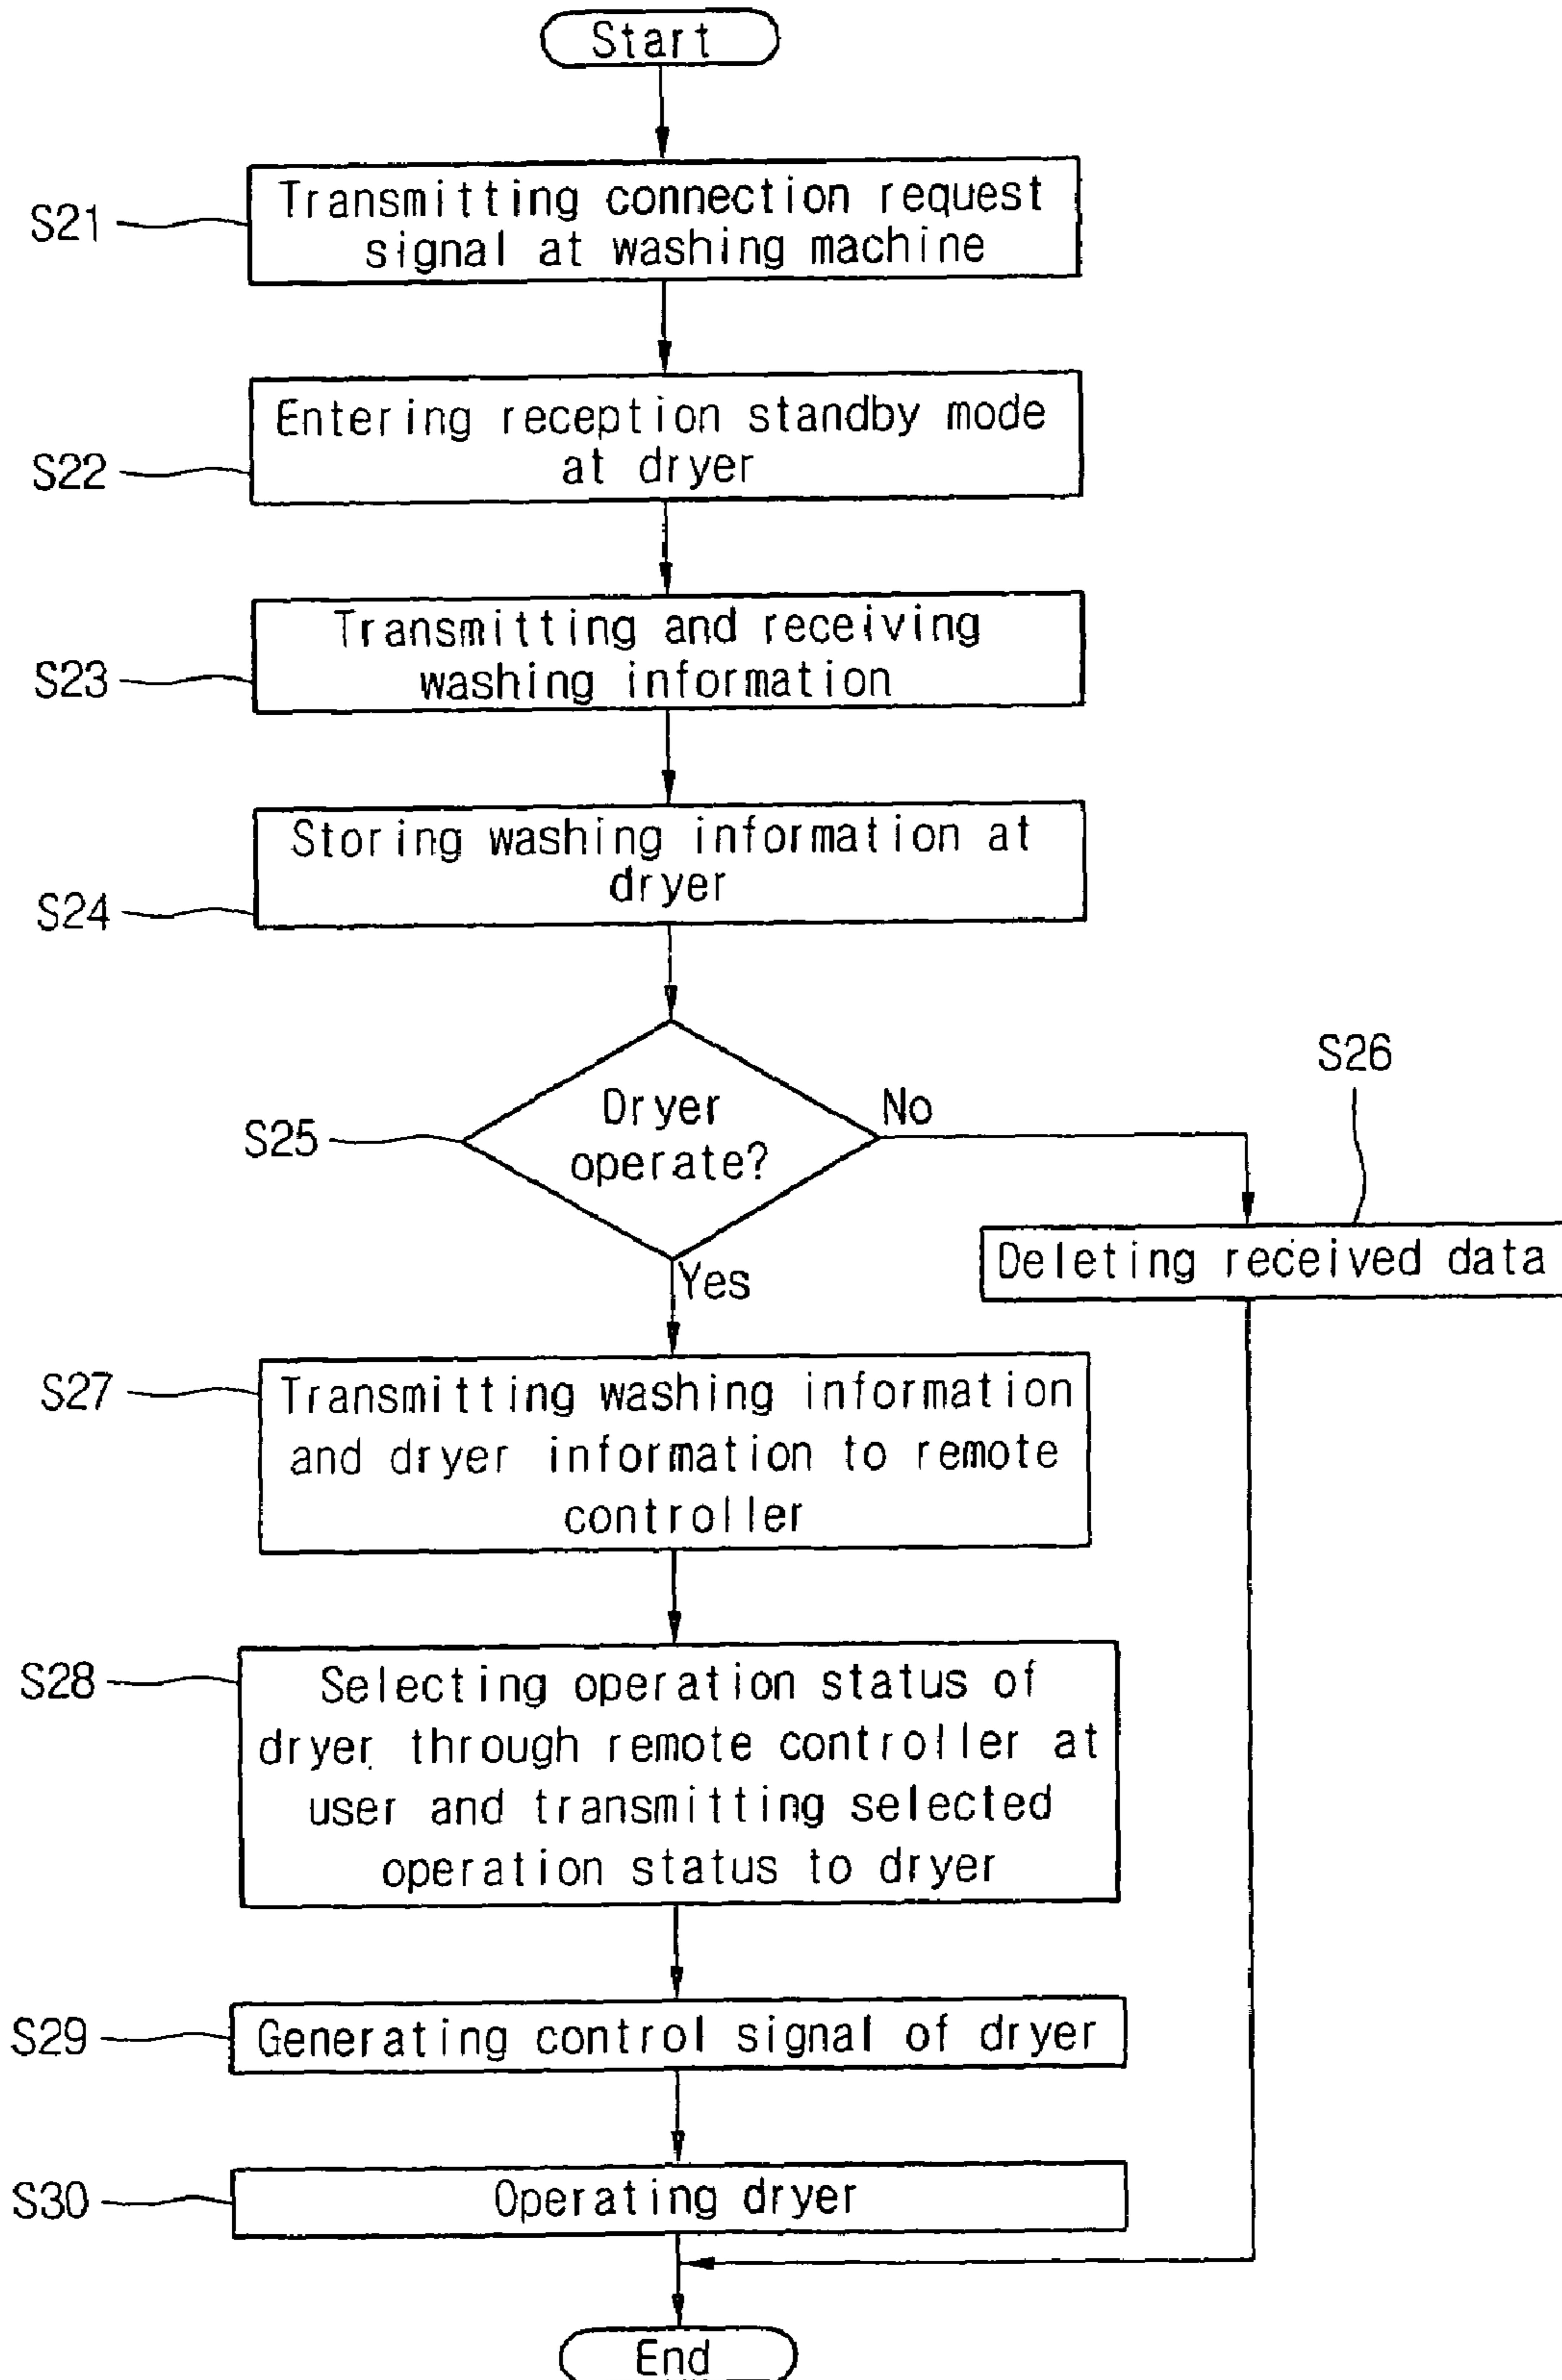 Start
S21
Transmitting connection request
signal at washing machine
S22
Entering reception standby mode
at dryer
S23
Transmitting and receiving
washing information
S24
Storing washing information at
dryer
S25
Dryer
operate?
No
S26
Deleting received data
Yes
S27
Transmitting washing information
and dryer information to remote
controller
S28
Selecting operation status of
dryer through remote controller at
user and transmitting selected
operation status to dryer
S29
Generating control signal of dryer
S30
Operating dryer
End